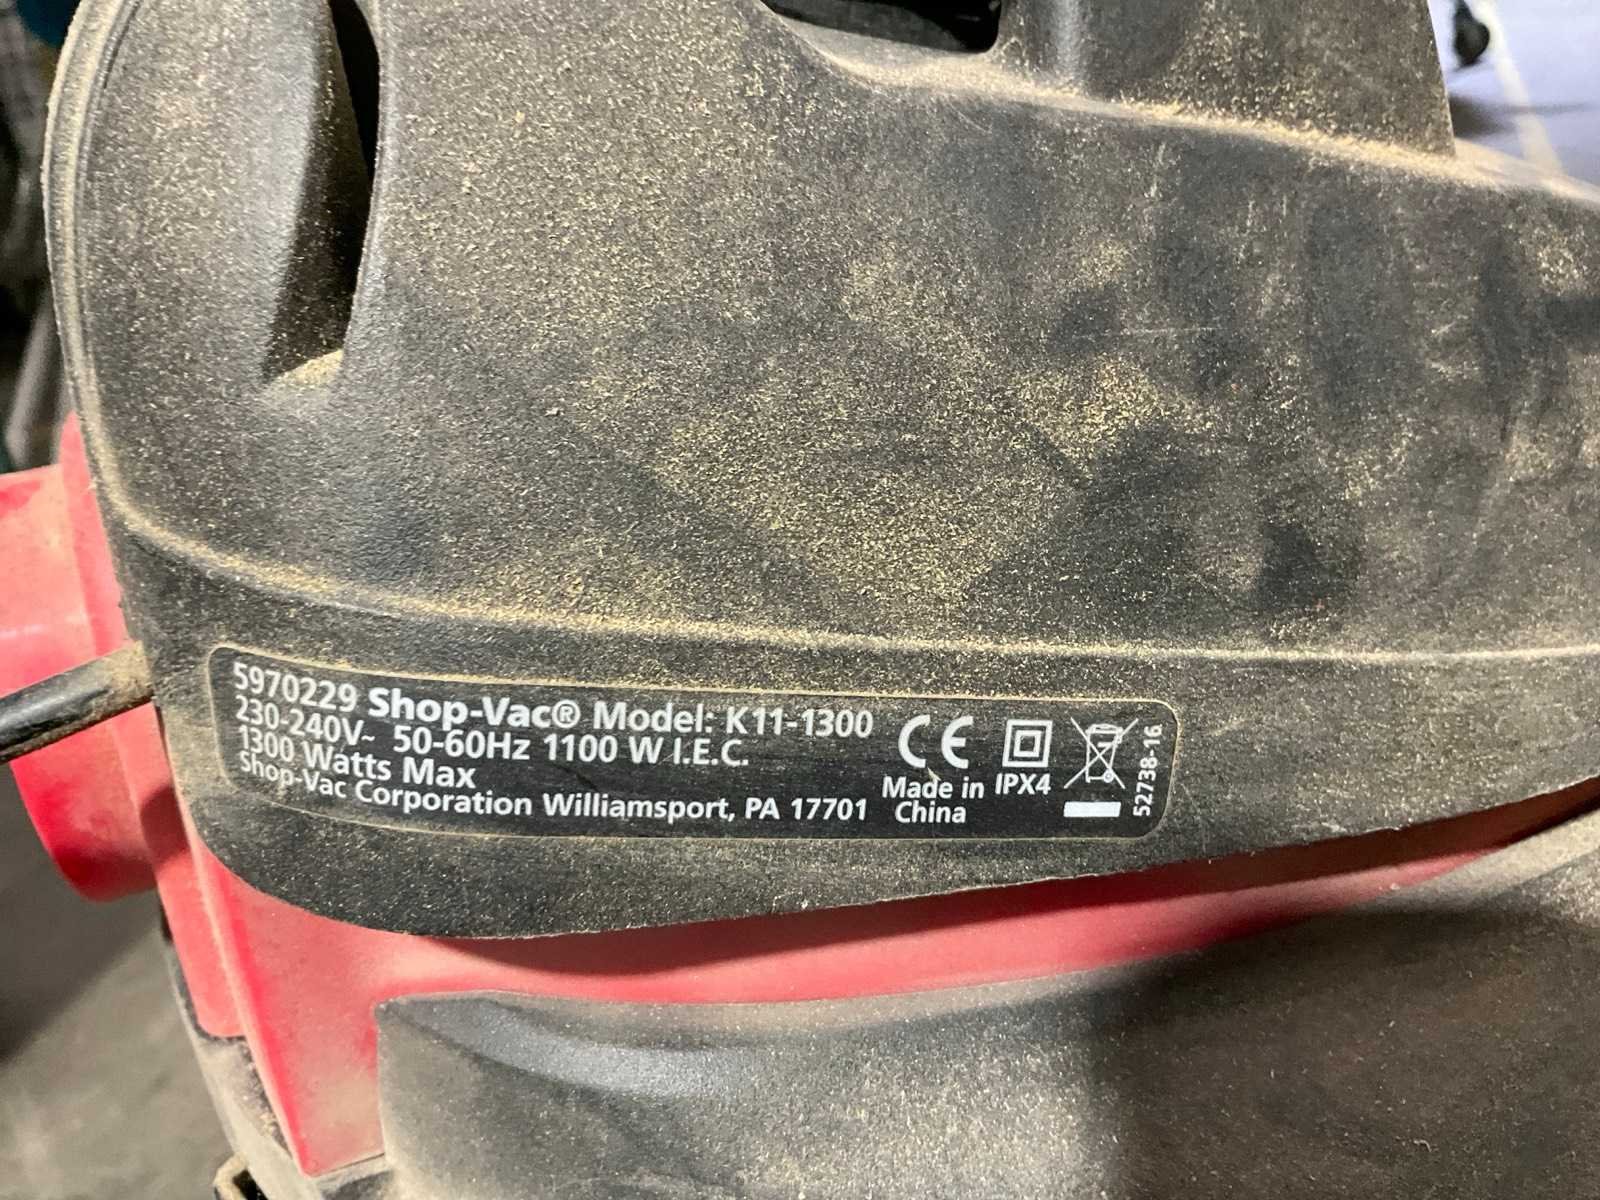 5970229 Shop-Vac® Model: K11-1300
230-240V~ 50-60Hz 1100 W I.E.C.
1300 Watts Max
Shop-Vac Corporation Williamsport, PA 17701
CE
Made in
China
IPX4
52738-16